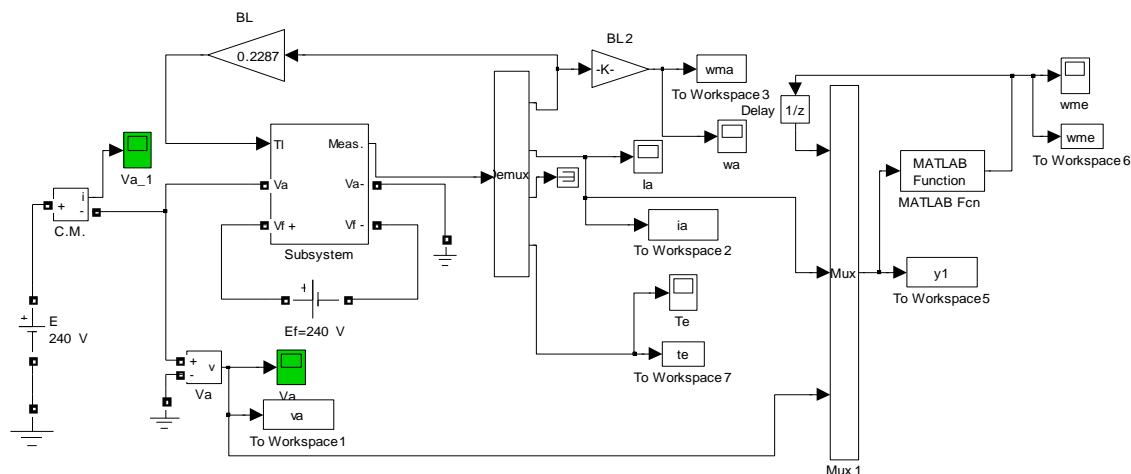 BL
0.2287
BL2
-K-
wma
To Workspace 3
wa
Delay
1/z
wme
wme
To Workspace 6
MATLAB
Function
MATLAB Fcn
Va_1
i
+
-
C.M.
Tl
Meas.
Va
Va-
Vf +
Vf -
Subsystem
+
Ef=240 V
Demux
Ia
ia
To Workspace 2
Te
te
To Workspace 7
Mux
y1
To Workspace 5
+
E
240 V
+
-
v
Va
Va
va
To Workspace 1
Mux 1